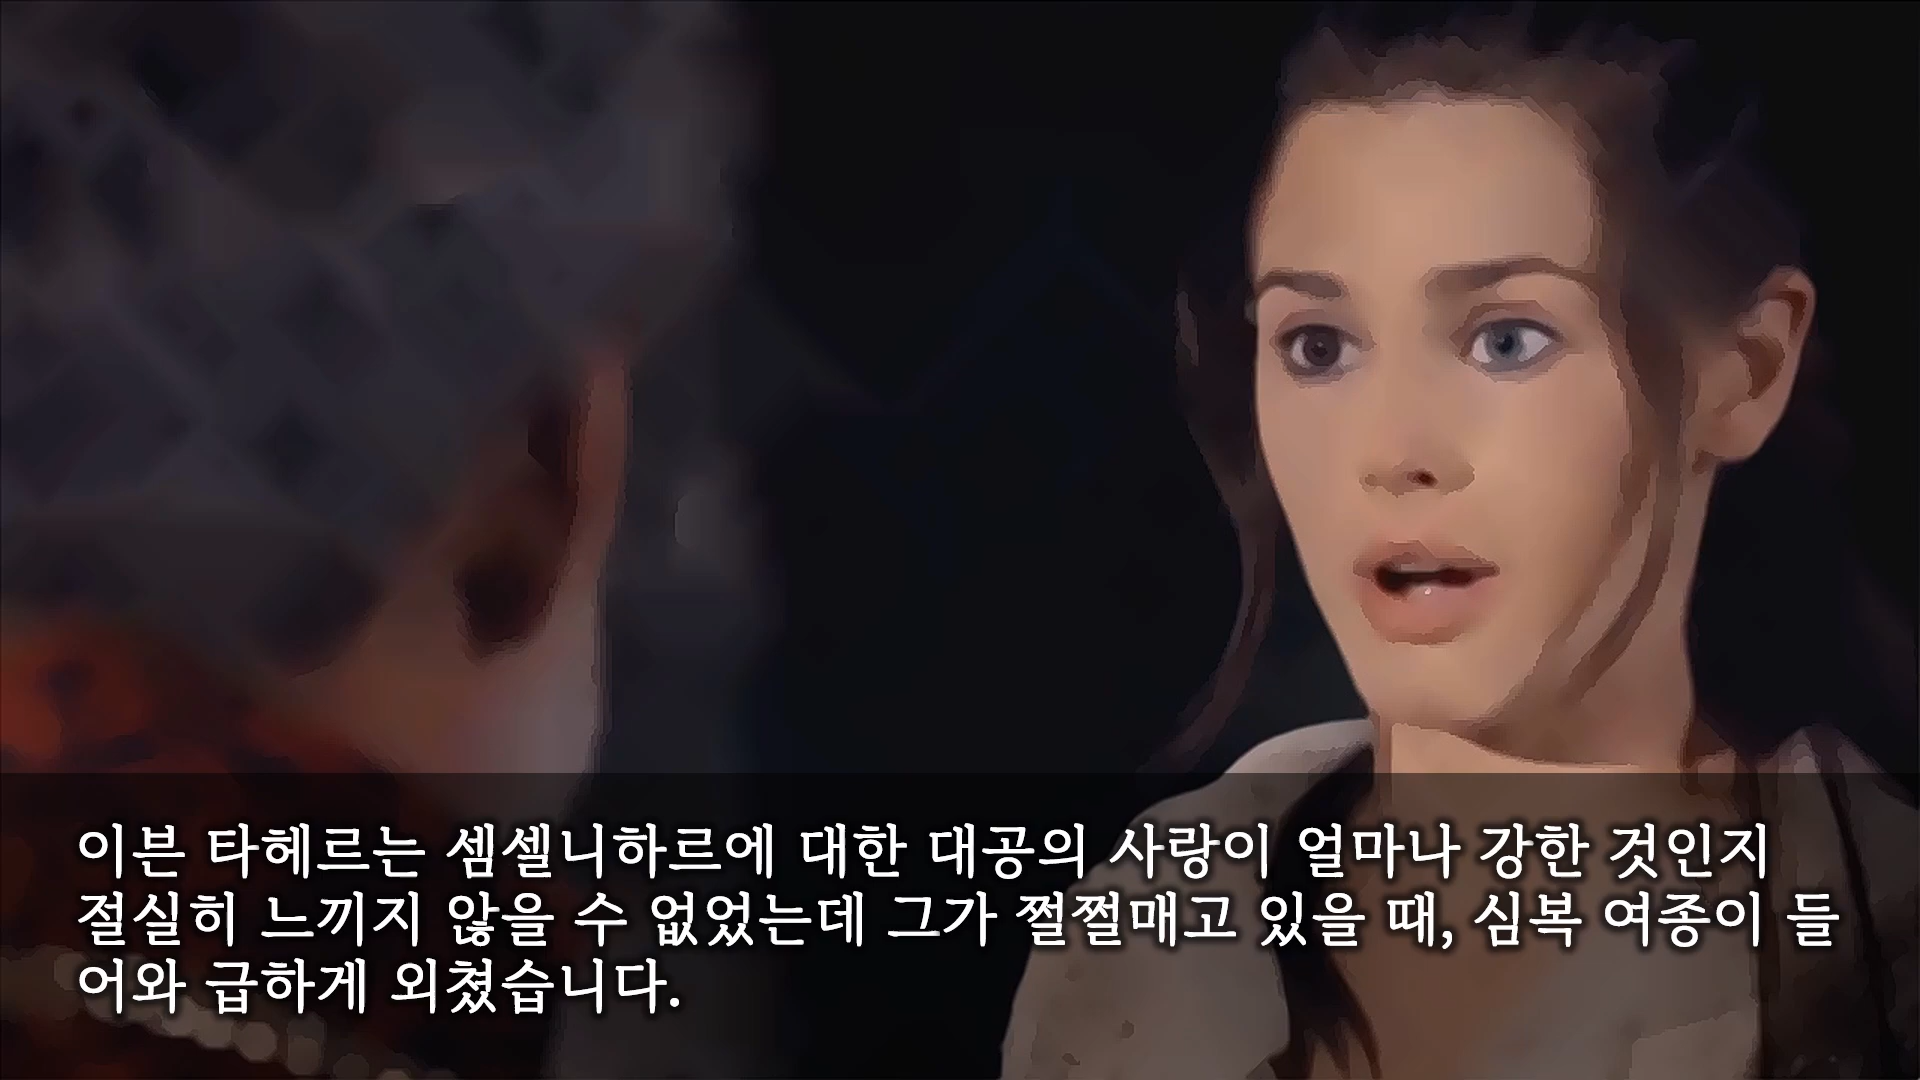 이븐 타헤르는 셈셀니하르에 대한 대공의 사랑이 얼마나 강한 것인지
절실히 느끼지 않을 수 없었는데 그가 쩔쩔매고 있을 때, 심복 여종이 들
어와 급하게 외쳤습니다.